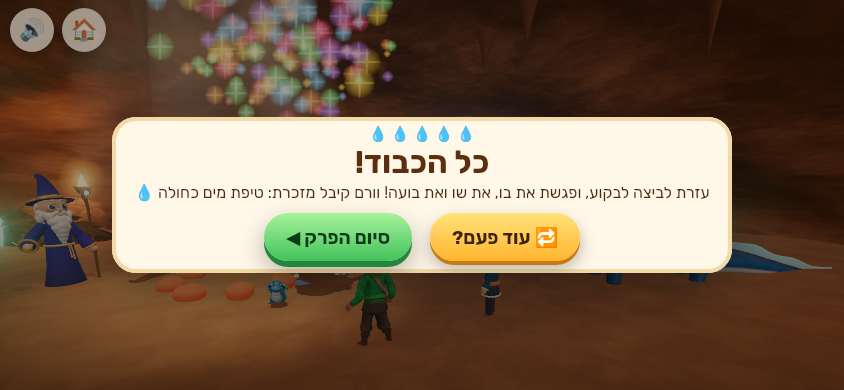 כל הכבוד!
עזרת לביצה לבקוע, ופגשת את בו, את שו ואת בועה! וורם קיבל מזכרת: טיפת מים כחולה 💧
🔁 עוד פעם?
סיום הפרק ◀